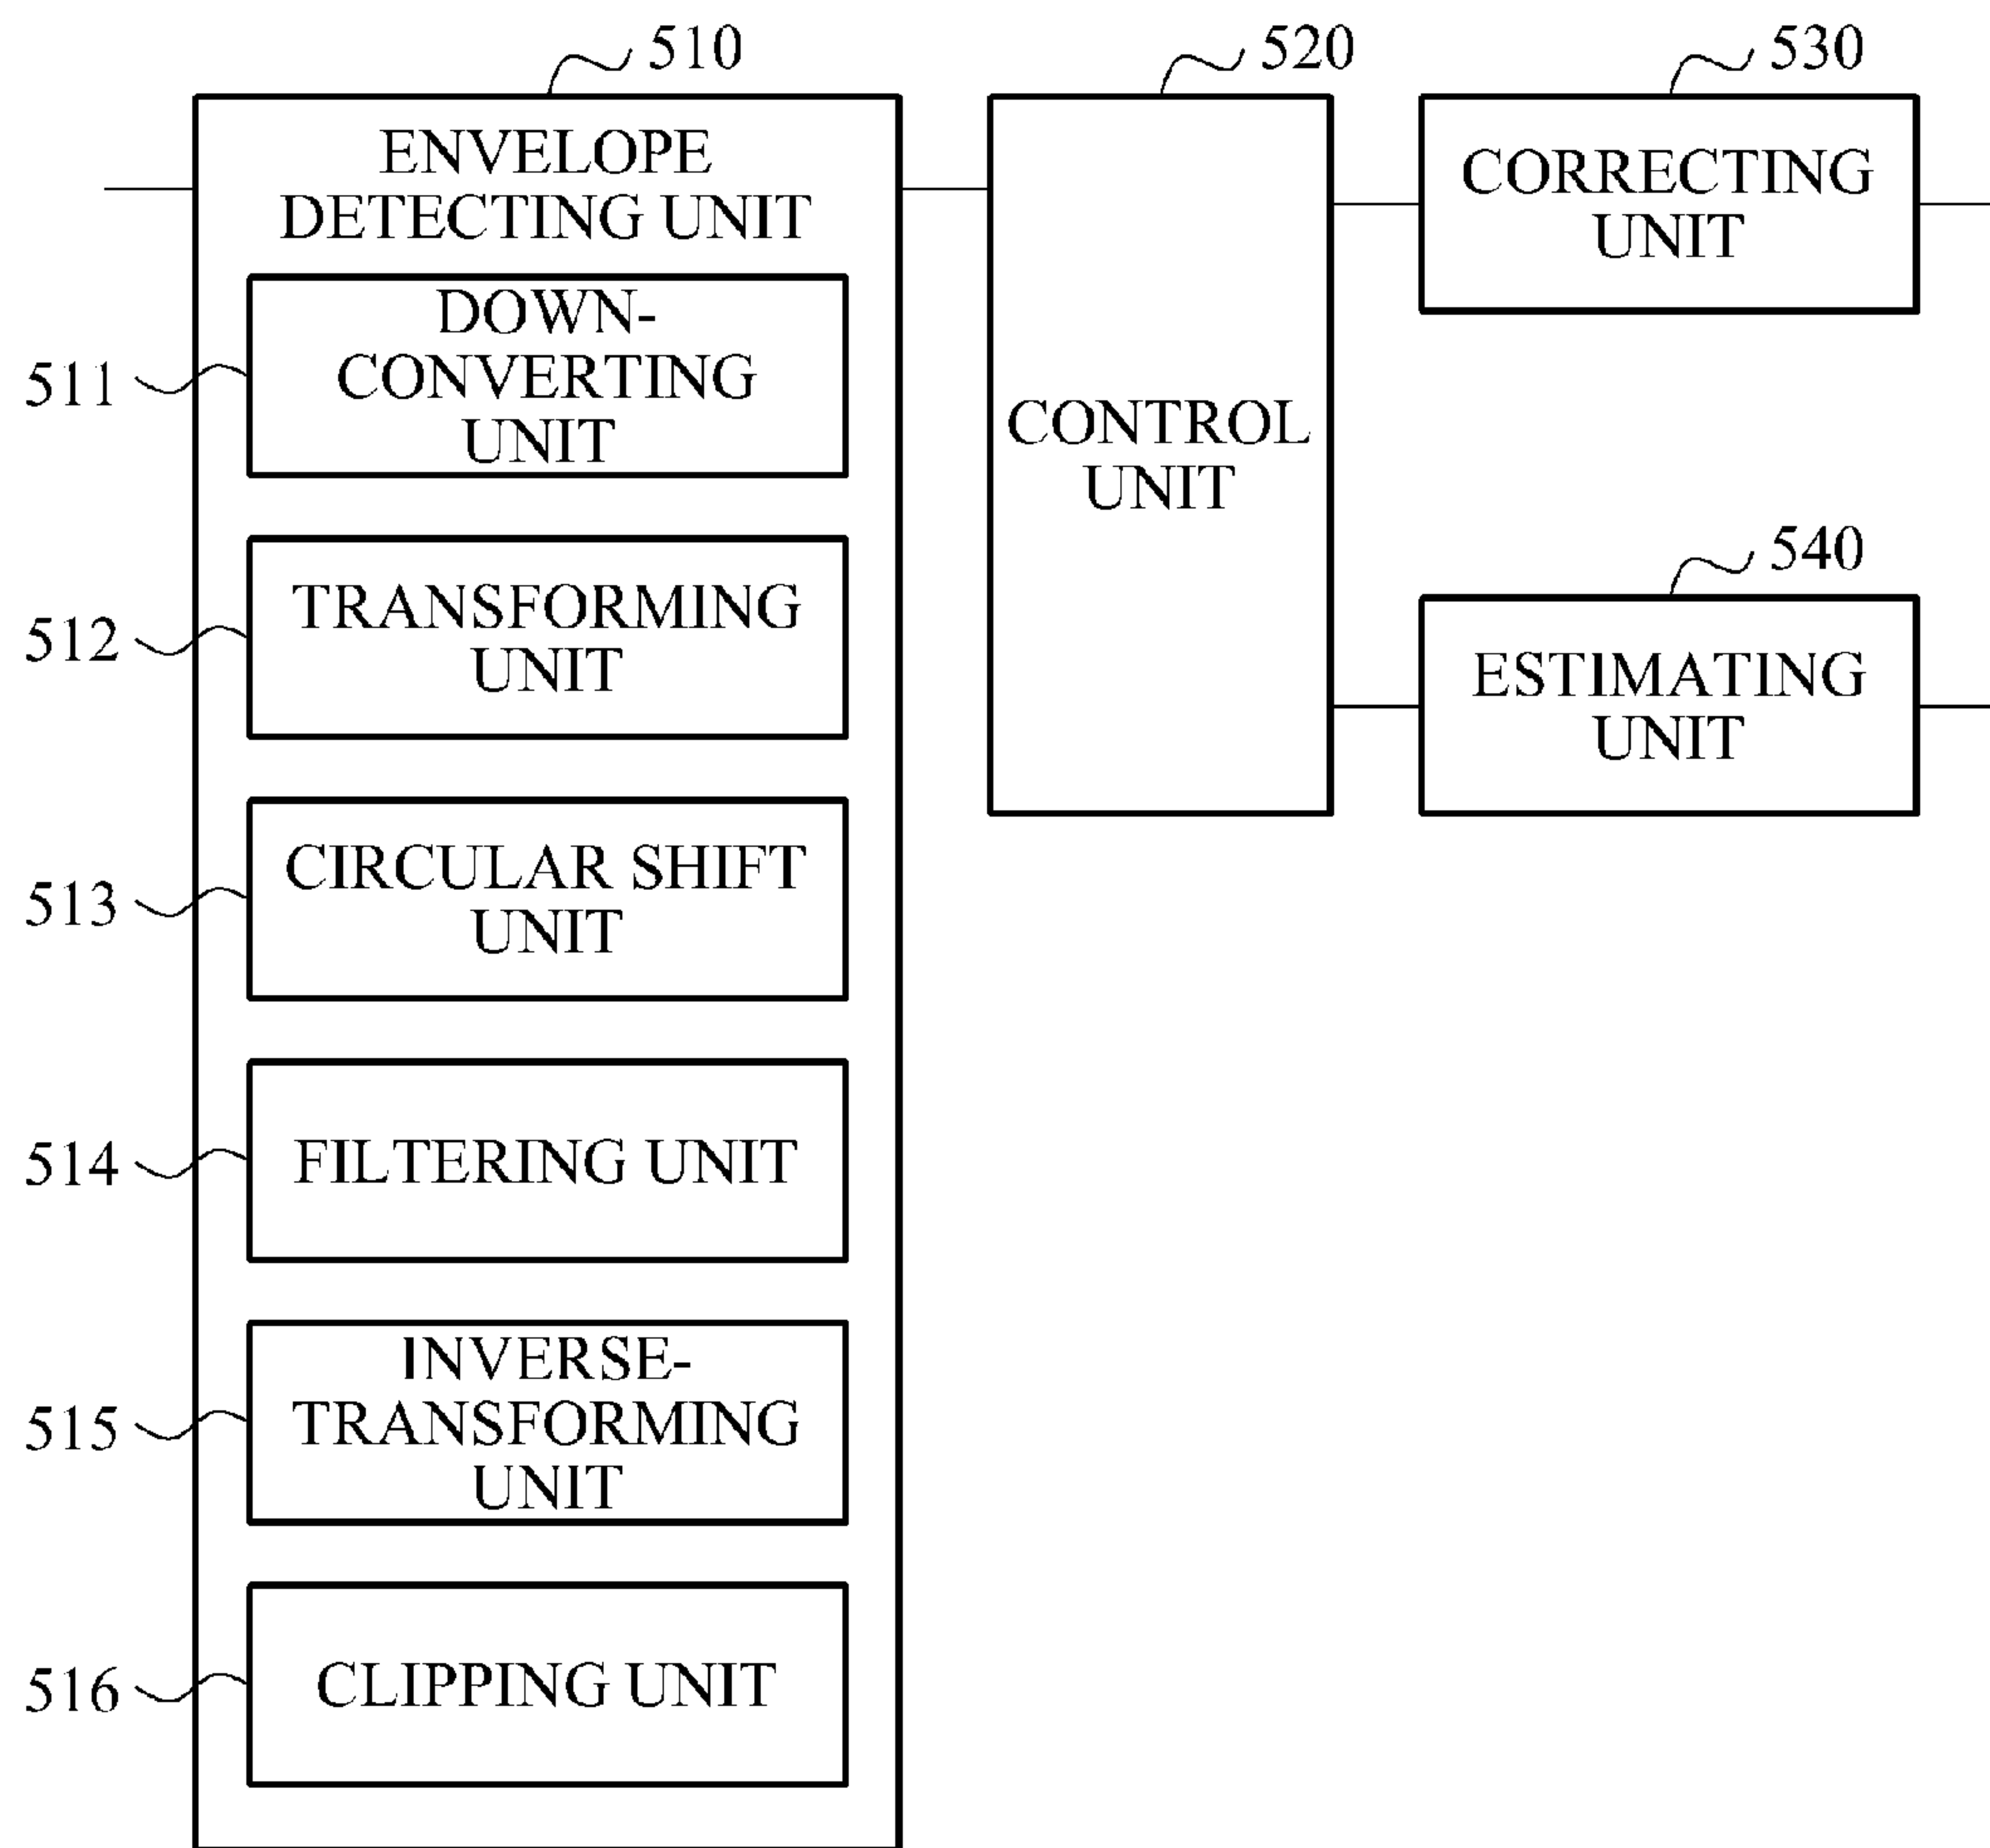 510
520
530
ENVELOPE
DETECTING UNIT
511
DOWN-
CONVERTING
UNIT
512
TRANSFORMING
UNIT
513
CIRCULAR SHIFT
UNIT
514
FILTERING UNIT
515
INVERSE-
TRANSFORMING
UNIT
516
CLIPPING UNIT
CONTROL
UNIT
CORRECTING
UNIT
540
ESTIMATING
UNIT